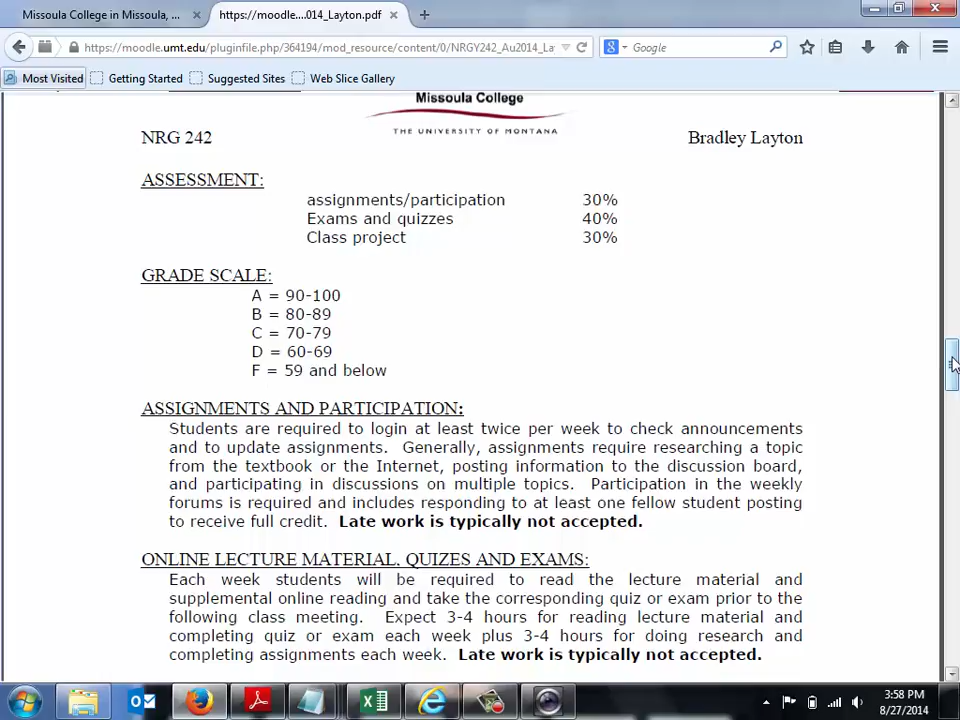 Missoula College in Missoula, ...
https://moodle....014_Layton.pdf
https://moodle.umt.edu/pluginfile.php/364194/mod_resource/content/0/NRGY242_Au2014_La
Google
Most Visited
Getting Started
Suggested Sites
Web Slice Gallery
Missoula College
THE UNIVERSITY OF MONTANA
NRG 242
Bradley Layton
ASSESSMENT:
assignments/participation 30%
Exams and quizzes 40%
Class project 30%
GRADE SCALE:
A = 90-100
B = 80-89
C = 70-79
D = 60-69
F = 59 and below
ASSIGNMENTS AND PARTICIPATION:
Students are required to login at least twice per week to check announcements
and to update assignments. Generally, assignments require researching a topic
from the textbook or the Internet, posting information to the discussion board,
and participating in discussions on multiple topics. Participation in the weekly
forums is required and includes responding to at least one fellow student posting
to receive full credit. Late work is typically not accepted.
ONLINE LECTURE MATERIAL, QUIZES AND EXAMS:
Each week students will be required to read the lecture material and
supplemental online reading and take the corresponding quiz or exam prior to the
following class meeting. Expect 3-4 hours for reading lecture material and
completing quiz or exam each week plus 3-4 hours for doing research and
completing assignments each week. Late work is typically not accepted.
3:58 PM
8/27/2014